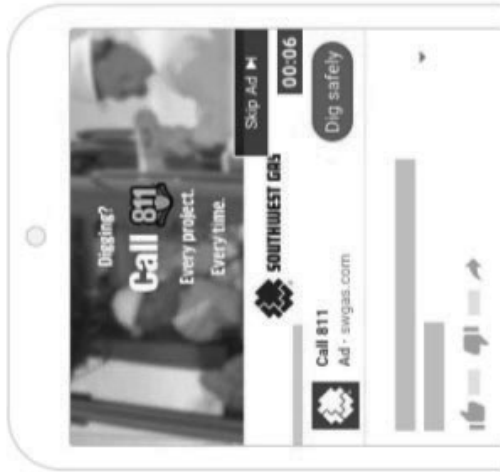 Digging?
Call 811
Every project.
Every time.
Skip Ad
00:06
SOUTHWEST GAS
Call 811
Ad · swgas.com
Dig safely